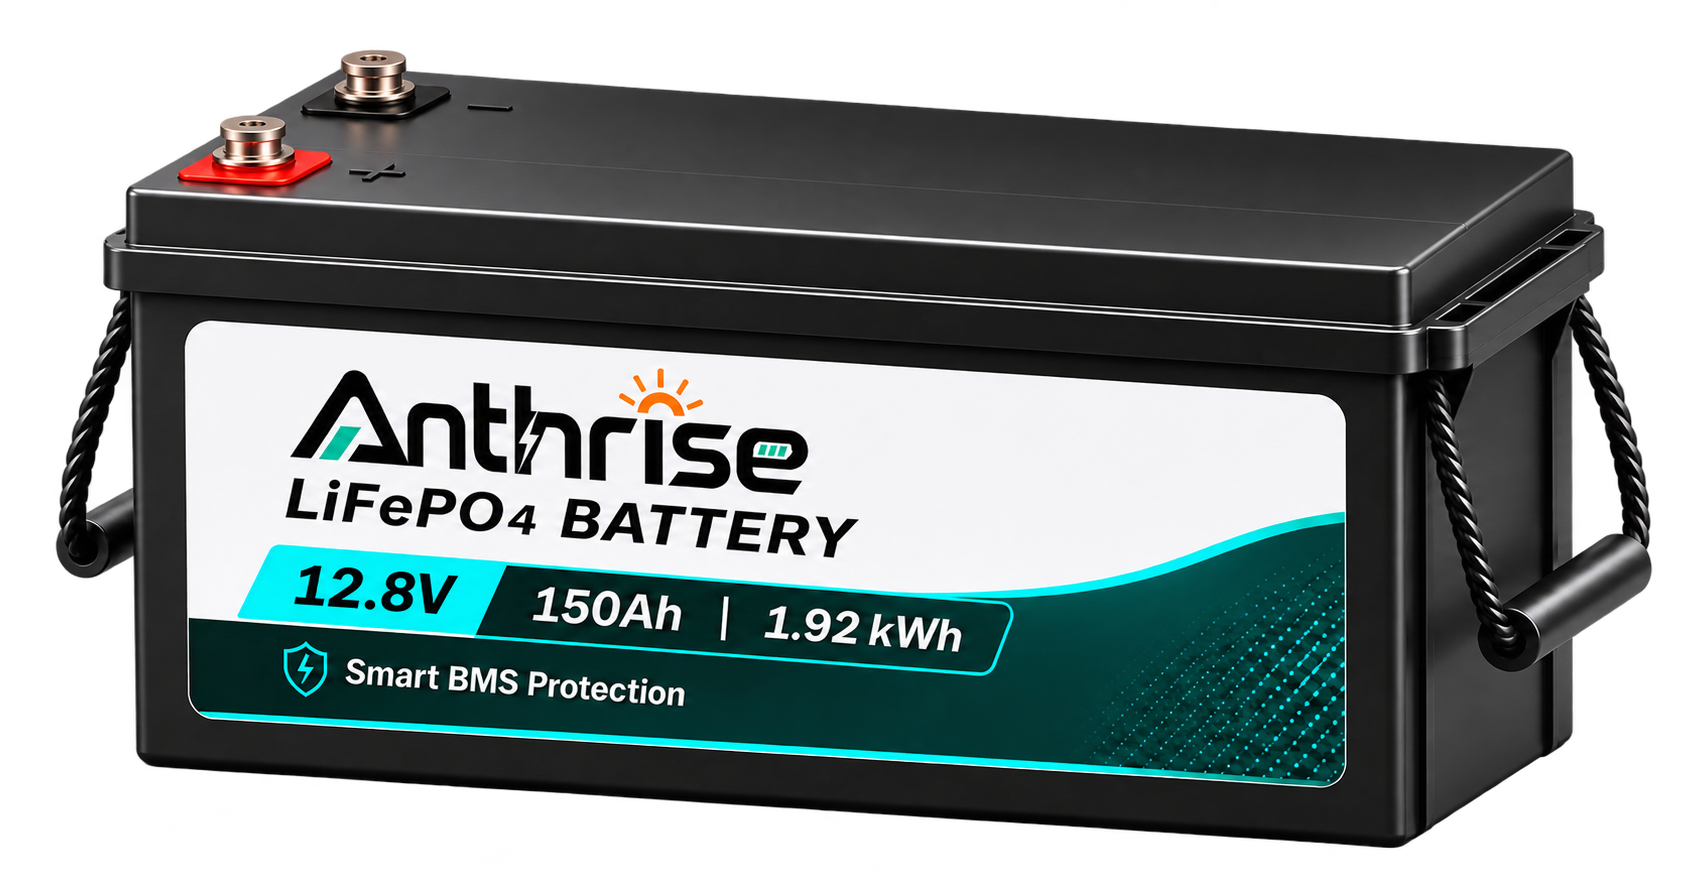 − 
+
Anthrise
LiFePO4 BATTERY
12.8V 150Ah | 1.92 kWh
Smart BMS Protection